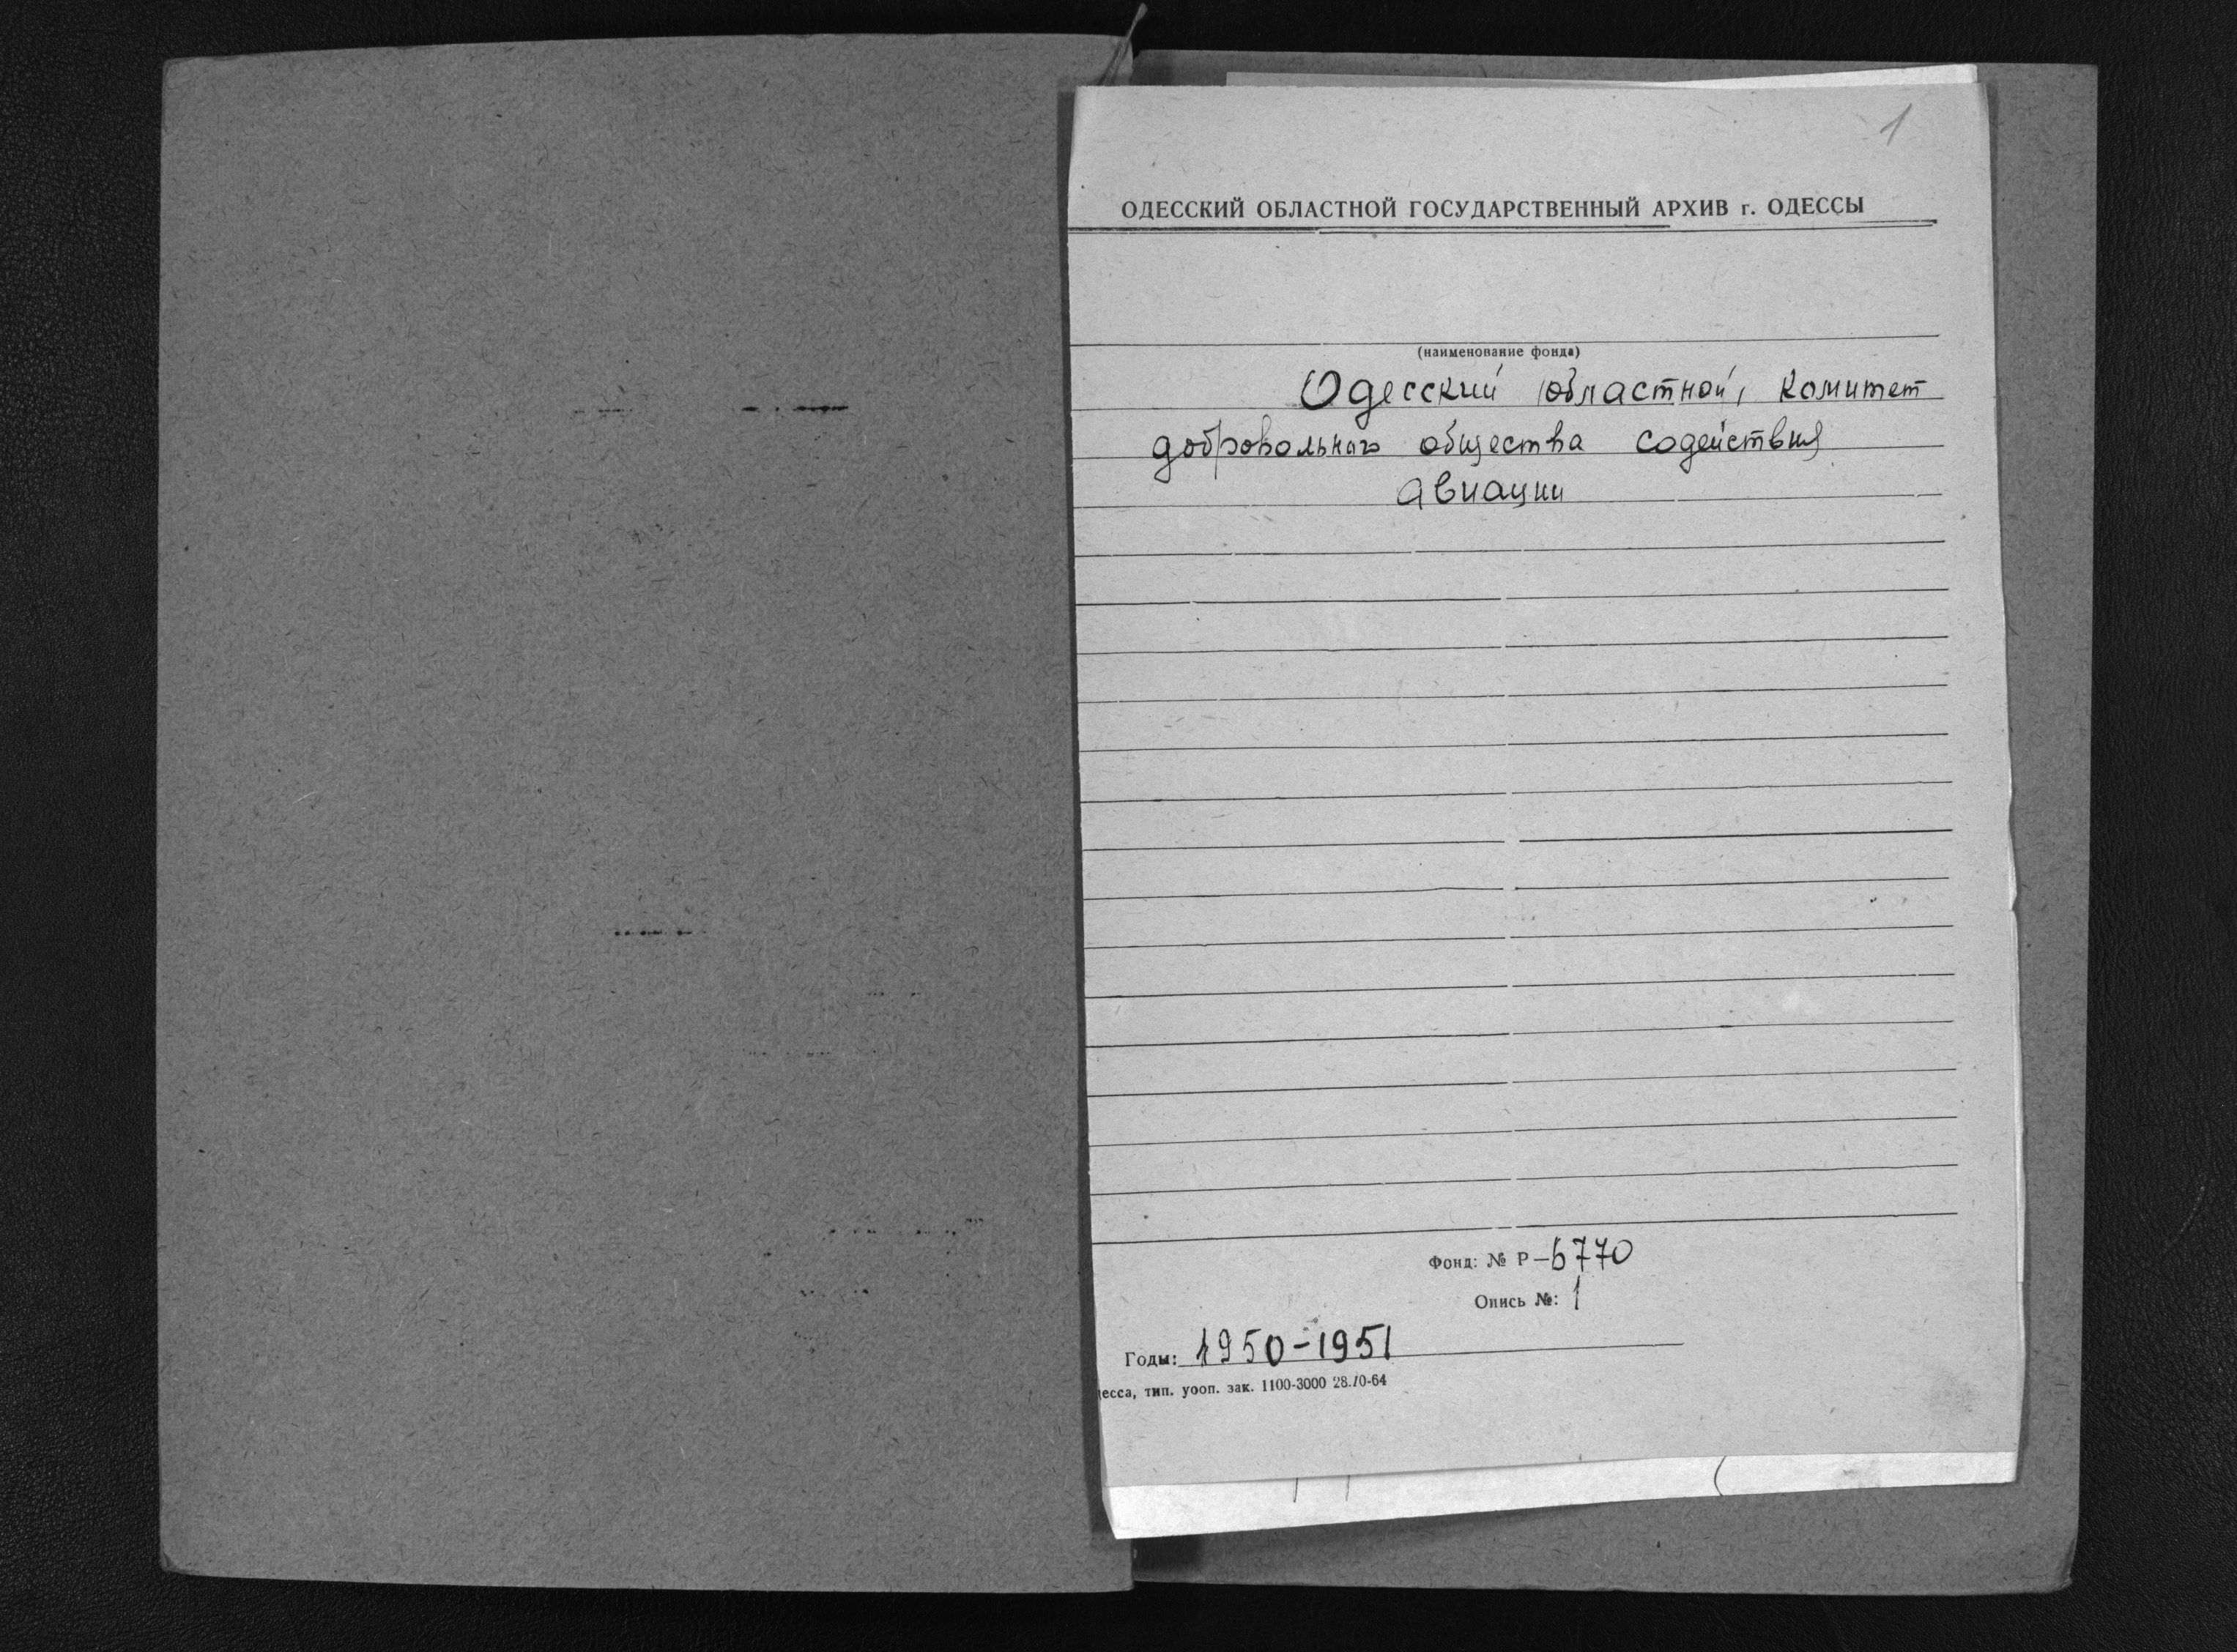 1
ОДЕССКИЙ ОБЛАСТНОЙ ГОСУДАРСТВЕННЫЙ АРХИВ г. ОДЕССЫ
(наименование фонда)
Одесский областной комитет
добровольного общества содействия
авиации
Фонд: № Р-6770
Опись №: 1
Годы: 1950-1951
десса, тип. уооп. зак. 1100-3000 28.10-64